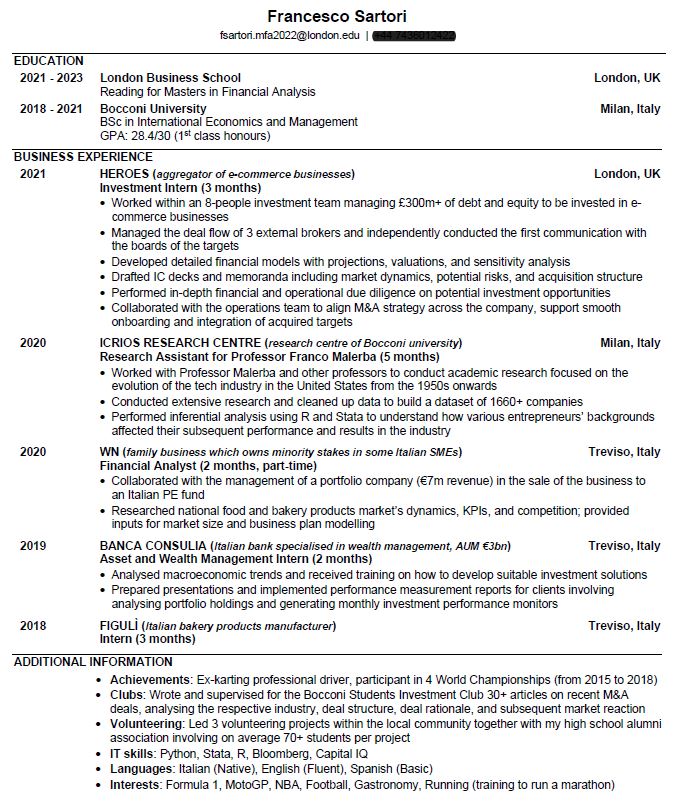 Francesco Sartori
fsartori.mfa2022@london.edu |
EDUCATION
2021 - 2023 London Business School London, UK
Reading for Masters in Financial Analysis
2018 - 2021 Bocconi University Milan, Italy
BSc in International Economics and Management
GPA: 28.4/30 (1st class honours)
BUSINESS EXPERIENCE
2021 HEROES (aggregator of e-commerce businesses) London, UK
Investment Intern (3 months)
• Worked within an 8-people investment team managing £300m+ of debt and equity to be invested in e-
commerce businesses
• Managed the deal flow of 3 external brokers and independently conducted the first communication with
the boards of the targets
• Developed detailed financial models with projections, valuations, and sensitivity analysis
• Drafted IC decks and memoranda including market dynamics, potential risks, and acquisition structure
• Performed in-depth financial and operational due diligence on potential investment opportunities
• Collaborated with the operations team to align M&A strategy across the company, support smooth
onboarding and integration of acquired targets
2020 ICRIOS RESEARCH CENTRE (research centre of Bocconi university) Milan, Italy
Research Assistant for Professor Franco Malerba (5 months)
• Worked with Professor Malerba and other professors to conduct academic research focused on the
evolution of the tech industry in the United States from the 1950s onwards
• Conducted extensive research and cleaned up data to build a dataset of 1660+ companies
• Performed inferential analysis using R and Stata to understand how various entrepreneurs' backgrounds
affected their subsequent performance and results in the industry
2020 WN (family business which owns minority stakes in some Italian SMEs) Treviso, Italy
Financial Analyst (2 months, part-time)
• Collaborated with the management of a portfolio company (€7m revenue) in the sale of the business to
an Italian PE fund
• Researched national food and bakery products market's dynamics, KPIs, and competition; provided
inputs for market size and business plan modelling
2019 BANCA CONSULIA (Italian bank specialised in wealth management, AUM €3bn) Treviso, Italy
Asset and Wealth Management Intern (2 months)
• Analysed macroeconomic trends and received training on how to develop suitable investment solutions
• Prepared presentations and implemented performance measurement reports for clients involving
analysing portfolio holdings and generating monthly investment performance monitors
2018 FIGULÌ (Italian bakery products manufacturer) Treviso, Italy
Intern (3 months)
ADDITIONAL INFORMATION
• Achievements: Ex-karting professional driver, participant in 4 World Championships (from 2015 to 2018)
• Clubs: Wrote and supervised for the Bocconi Students Investment Club 30+ articles on recent M&A
deals, analysing the respective industry, deal structure, deal rationale, and subsequent market reaction
• Volunteering: Led 3 volunteering projects within the local community together with my high school alumni
association involving on average 70+ students per project
• IT skills: Python, Stata, R, Bloomberg, Capital IQ
• Languages: Italian (Native), English (Fluent), Spanish (Basic)
• Interests: Formula 1, MotoGP, NBA, Football, Gastronomy, Running (training to run a marathon)